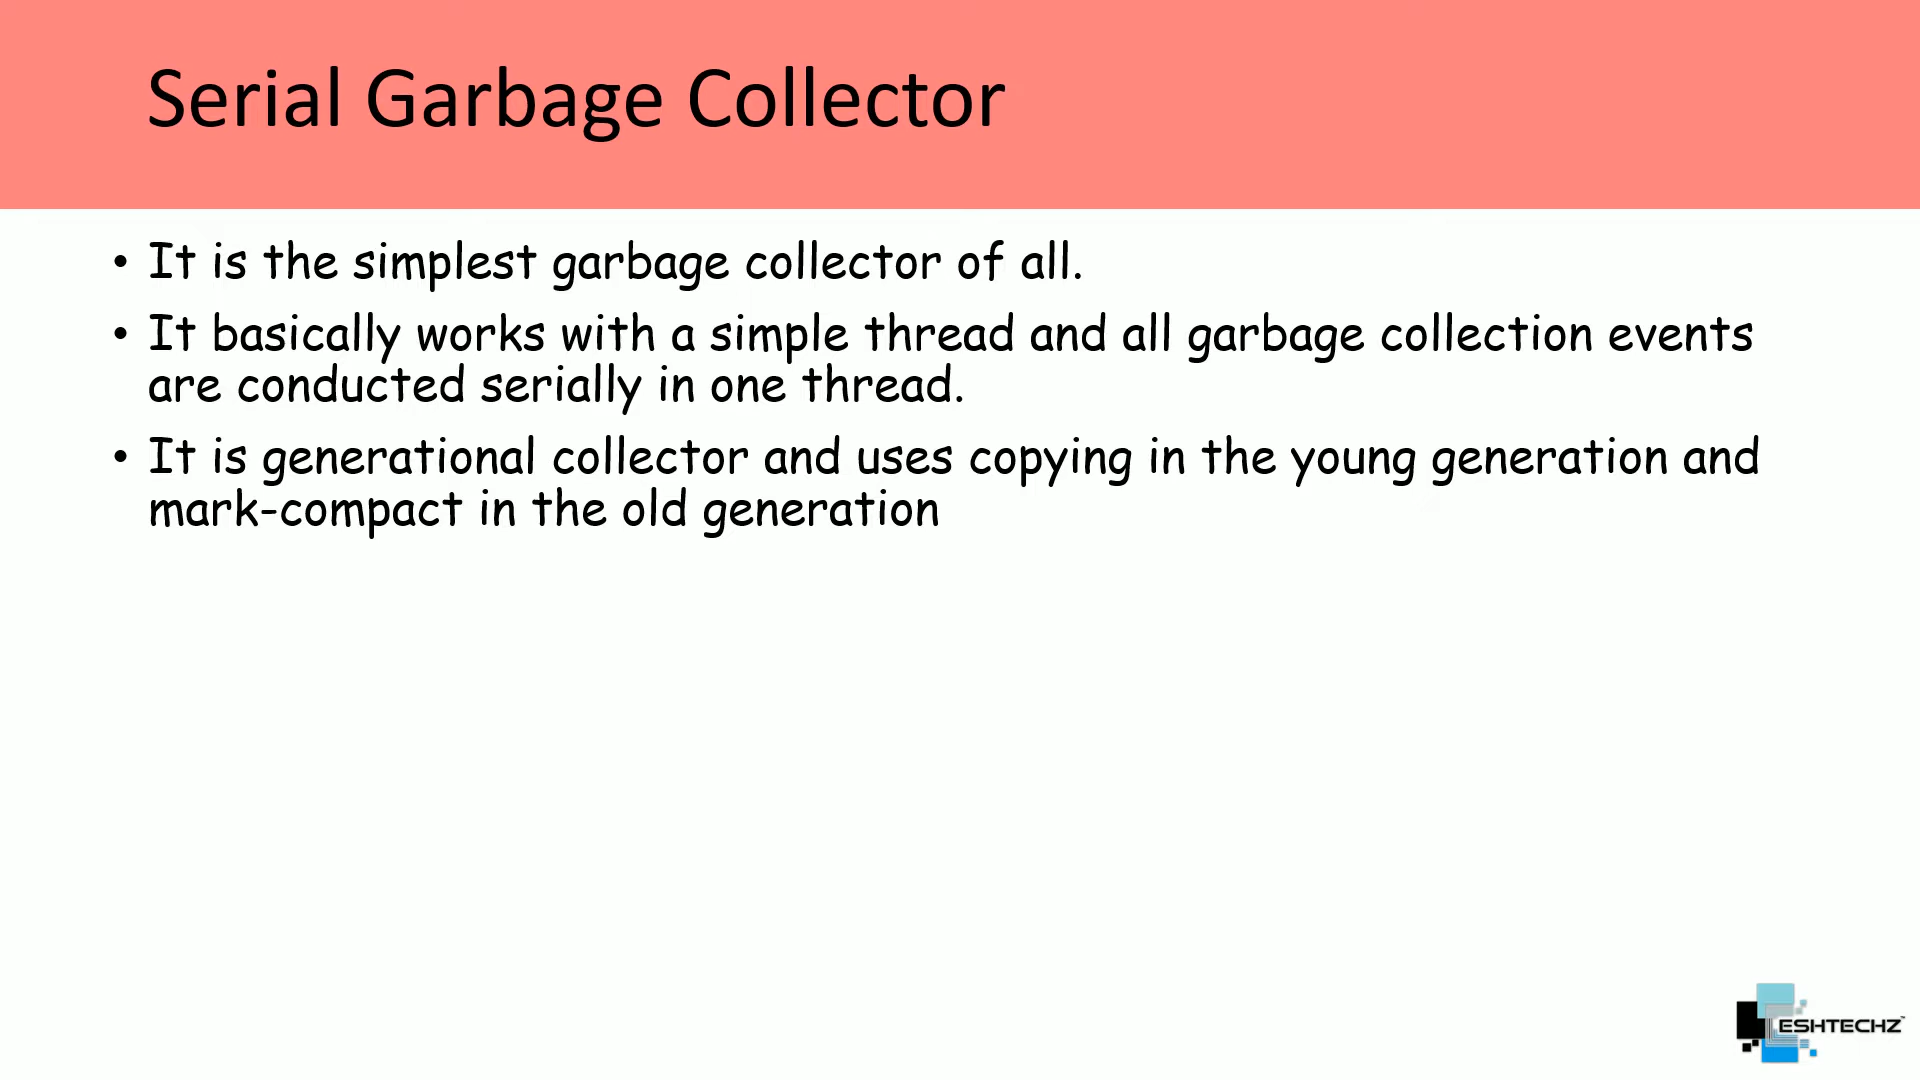 Serial Garbage Collector
• It is the simplest garbage collector of all.
• It basically works with a simple thread and all garbage collection events
are conducted serially in one thread.
• It is generational collector and uses copying in the young generation and
mark-compact in the old generation
ESHTECHZ™